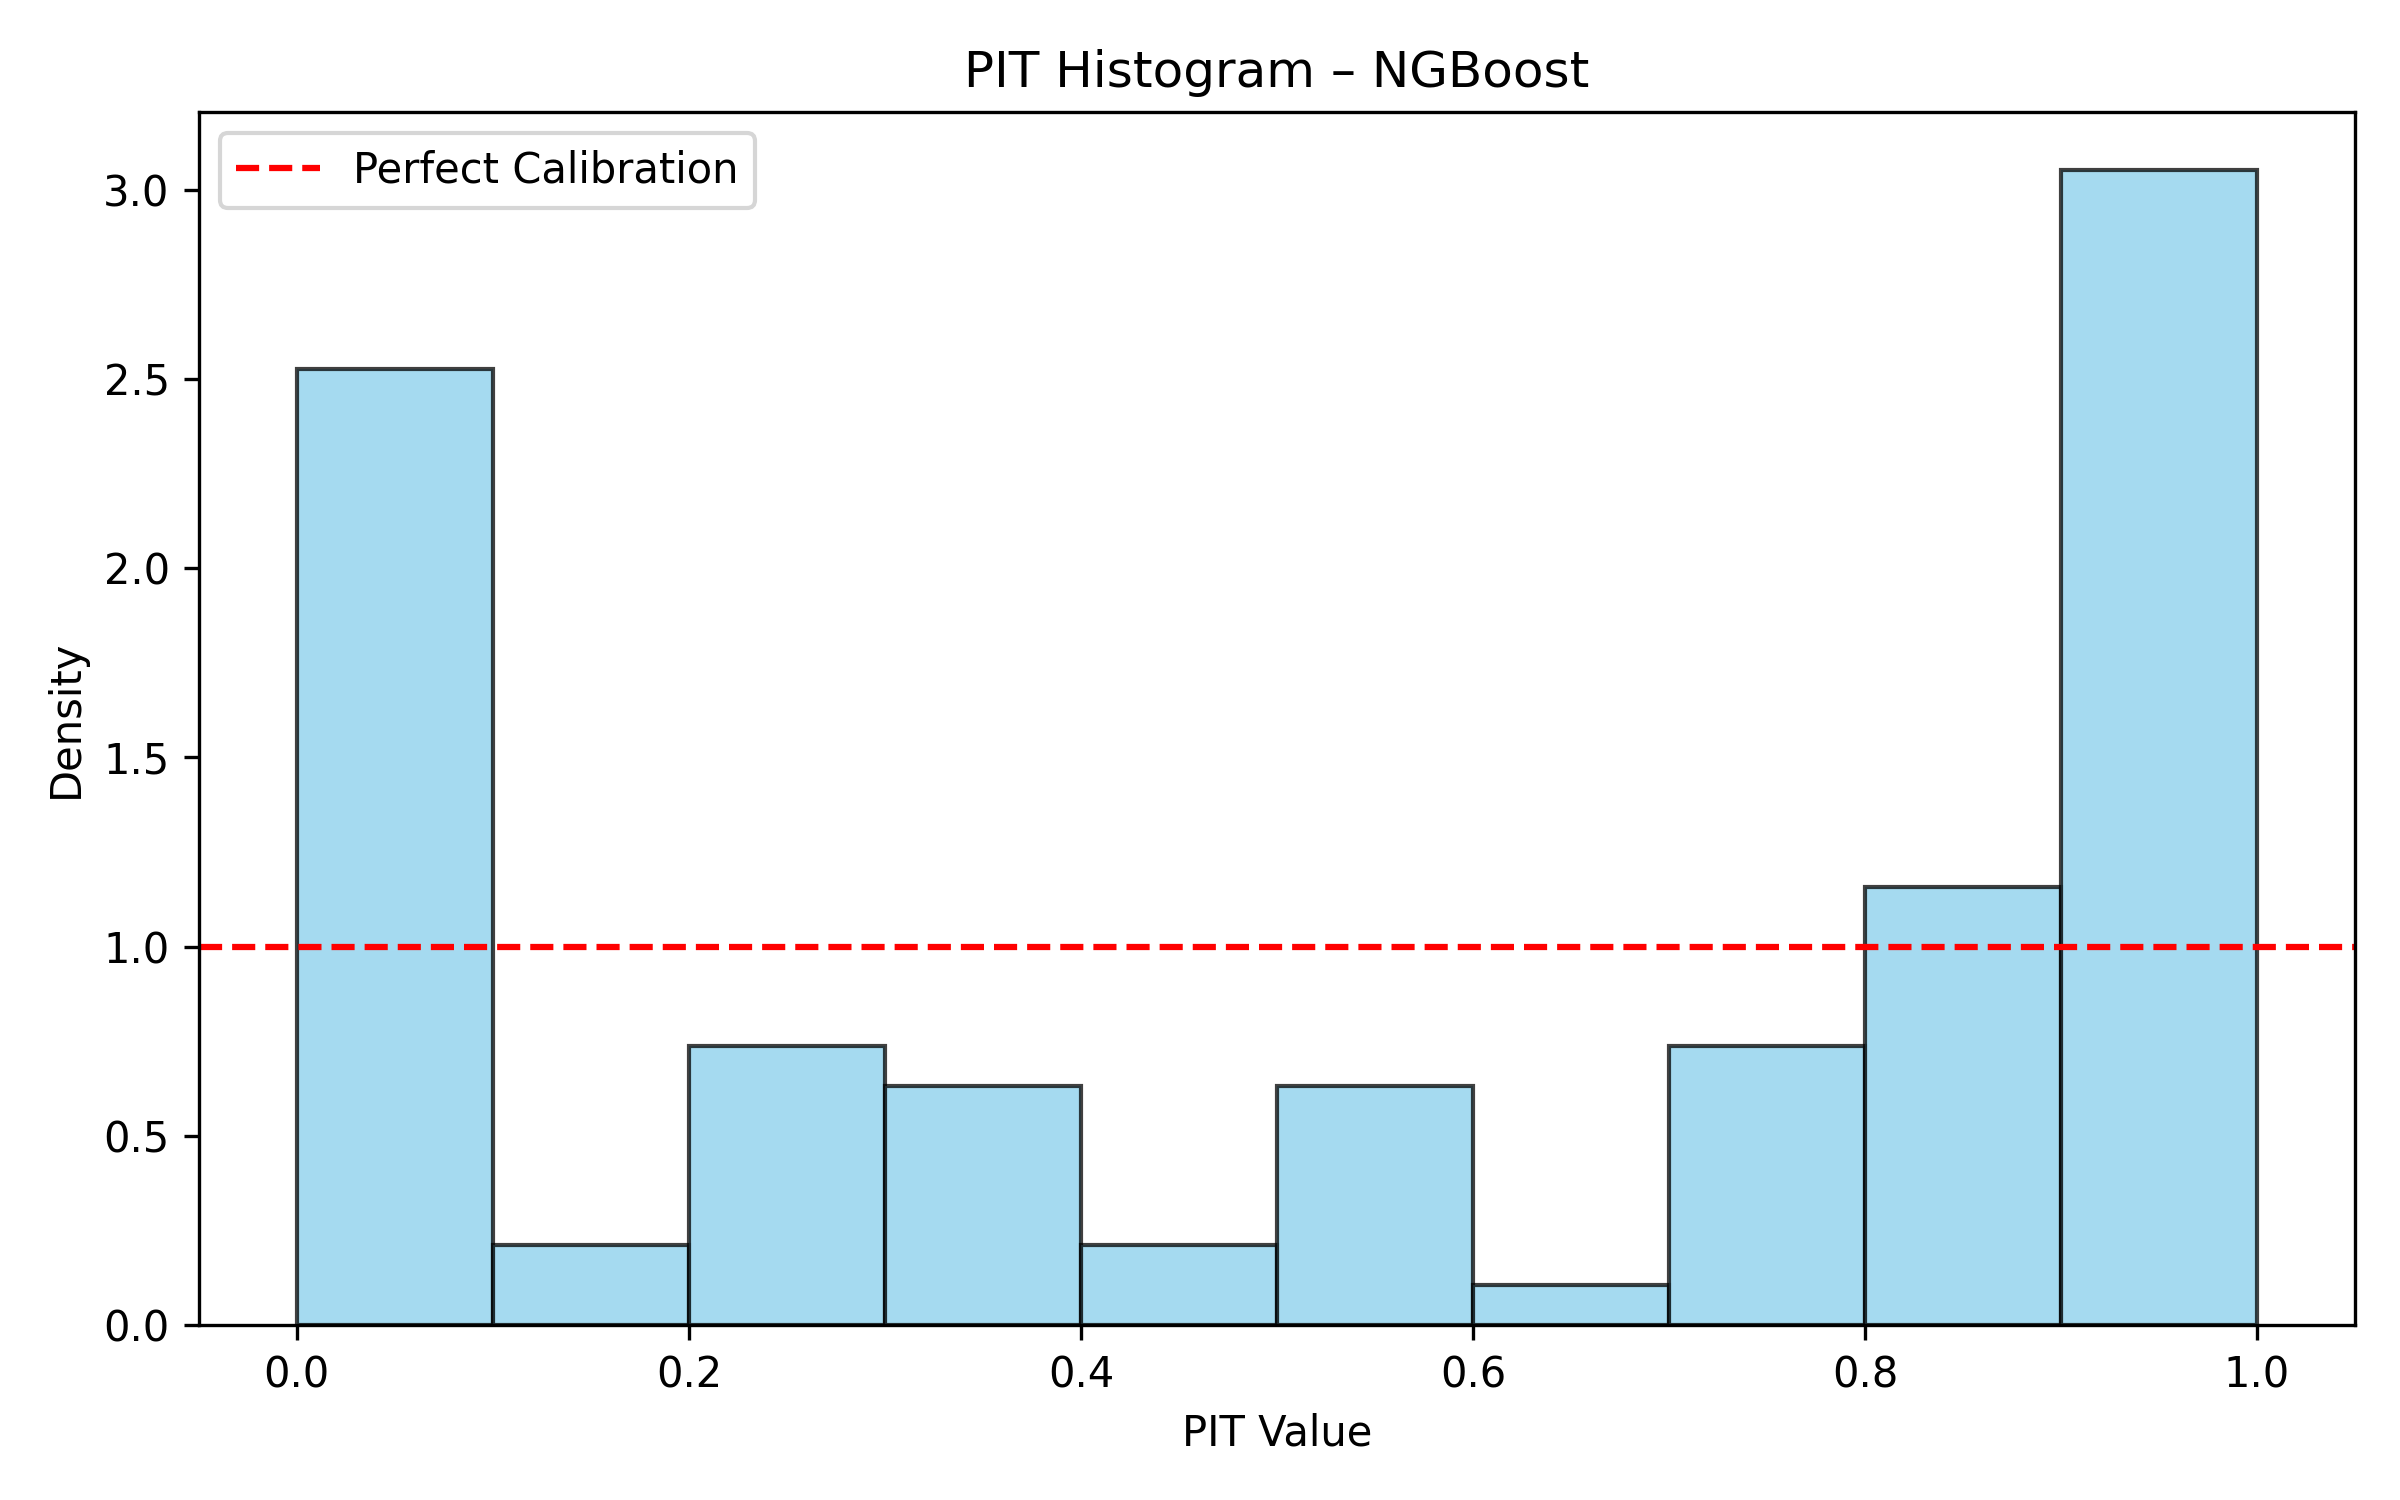 PIT Histogram – NGBoost
Perfect Calibration
3.0
2.5
2.0
1.5
1.0
0.5
0.0
Density
0.0 0.2 0.4 0.6 0.8 1.0
PIT Value